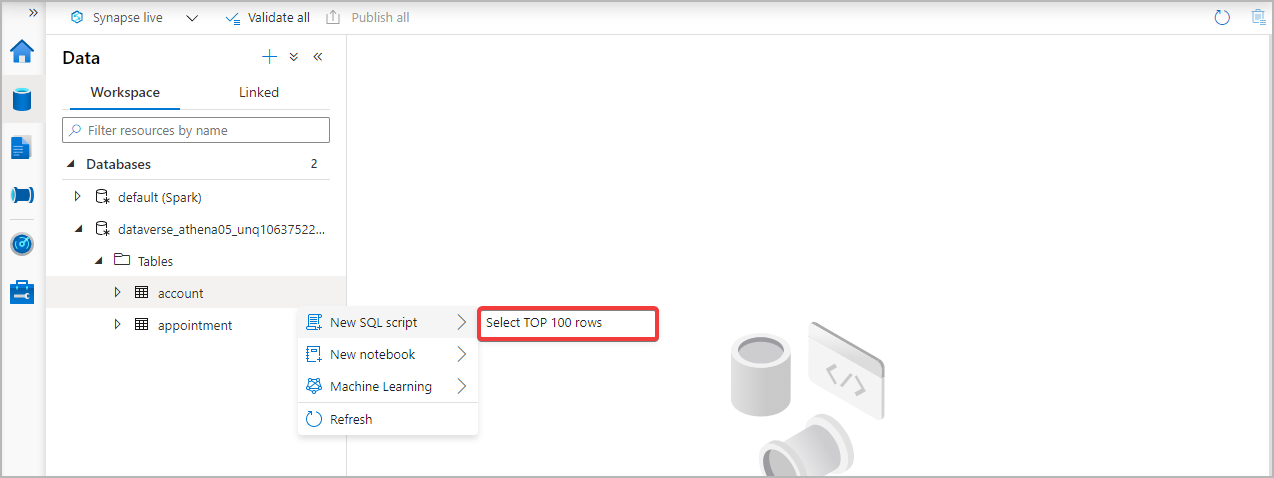 Synapse live Validate all Publish all
Data
Workspace Linked
Filter resources by name
Databases 2
default (Spark)
dataverse_athena05_unq10637522...
Tables
account
appointment
New SQL script
Select TOP 100 rows
New notebook
Machine Learning
Refresh